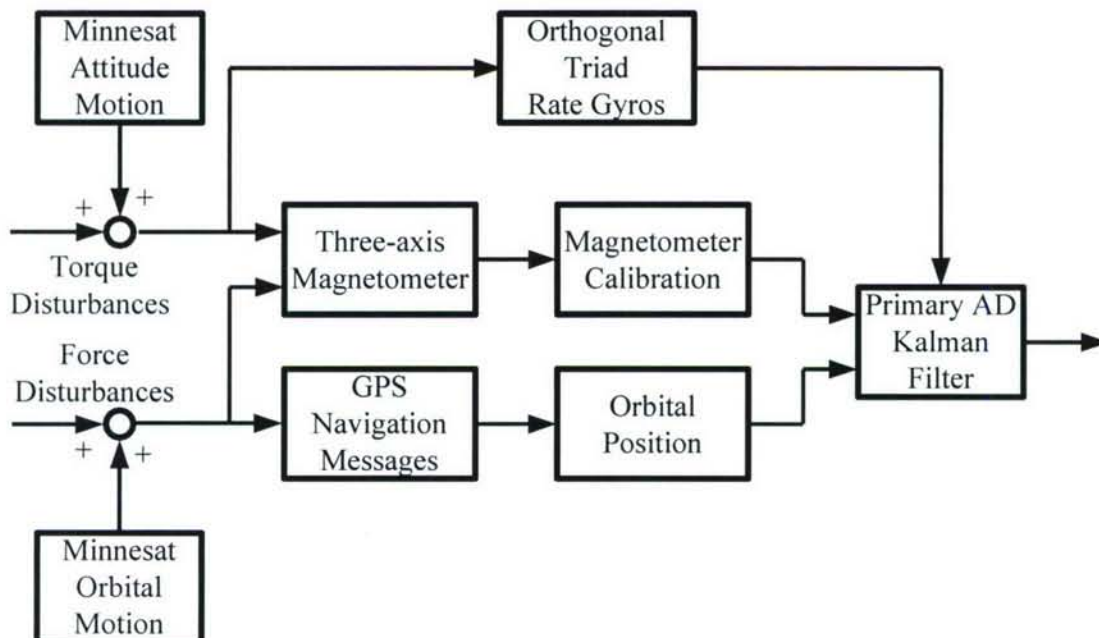 Minnesat
Attitude
Motion
Orthogonal
Triad
Rate Gyros
+
+
Torque
Disturbances
Three-axis
Magnetometer
Magnetometer
Calibration
Primary AD
Kalman
Filter
Force
Disturbances
+
+
GPS
Navigation
Messages
Orbital
Position
Minnesat
Orbital
Motion